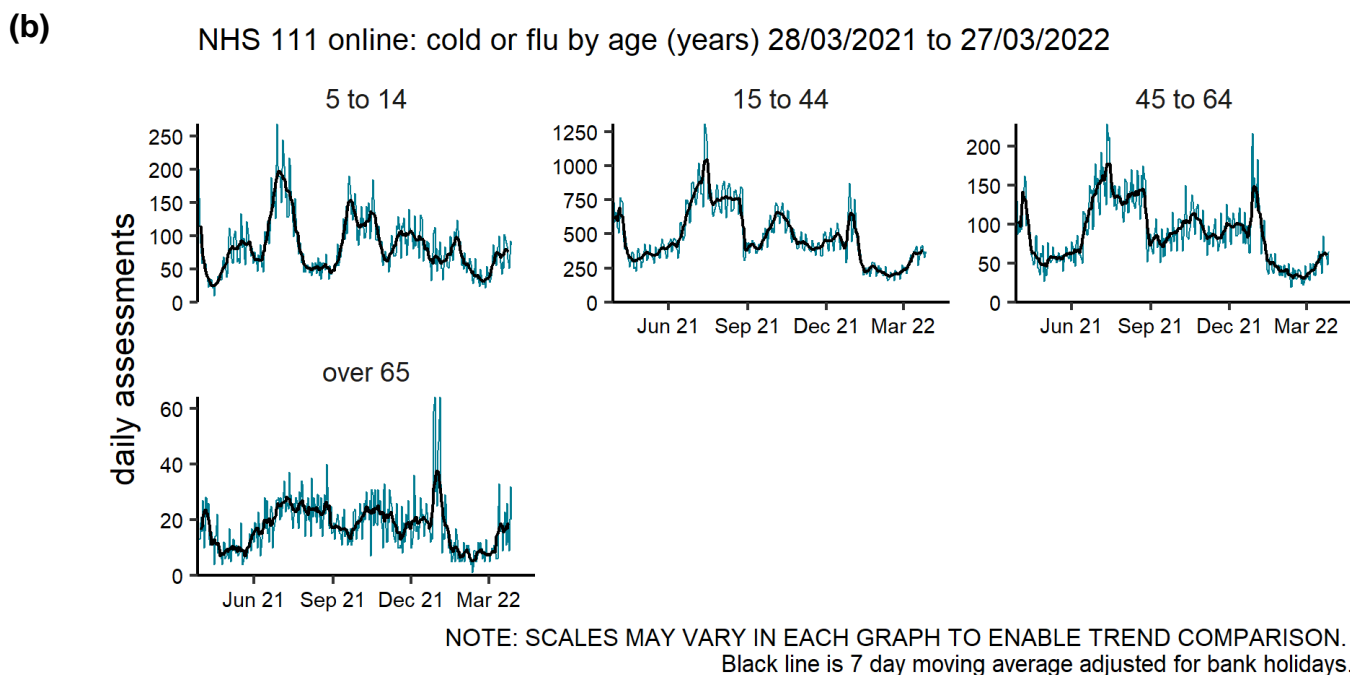 (b)
NHS 111 online: cold or flu by age (years) 28/03/2021 to 27/03/2022
5 to 14
15 to 44
45 to 64
250
200
150
100
50
0
1250
1000
750
500
250
0
Jun 21 Sep 21 Dec 21 Mar 22
200
150
100
50
0
Jun 21 Sep 21 Dec 21 Mar 22
daily assessments
over 65
60
40
20
0
Jun 21 Sep 21 Dec 21 Mar 22
NOTE: SCALES MAY VARY IN EACH GRAPH TO ENABLE TREND COMPARISON.
Black line is 7 day moving average adjusted for bank holidays.